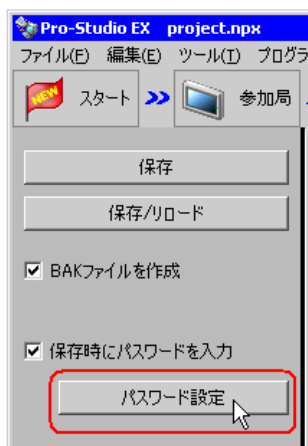 Pro-Studio EX project.npx
ファイル(F) 編集(E) ツール(T) プログラ
NEW スタート 参加局
保存
保存/リロード
BAKファイルを作成
保存時にパスワードを入力
パスワード設定